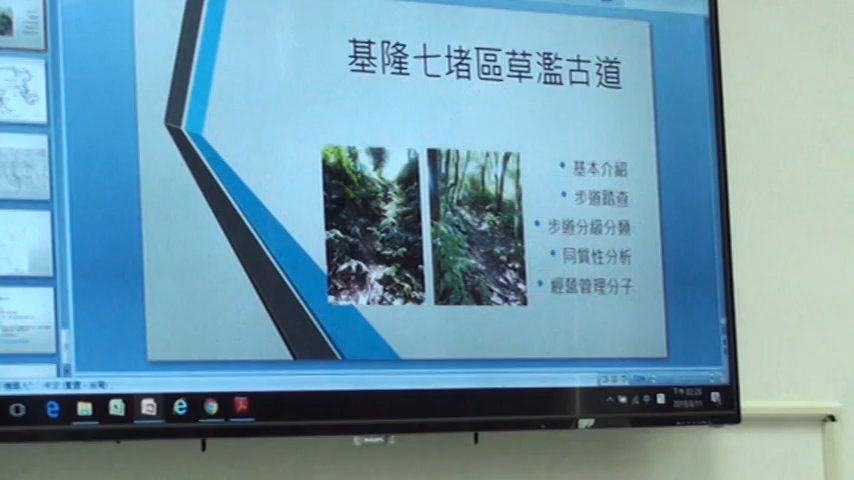 基隆七堵區草濫古道
• 基本介紹
• 步道踏查
• 步道分級分類
• 同質性分析
• 經營管理分子